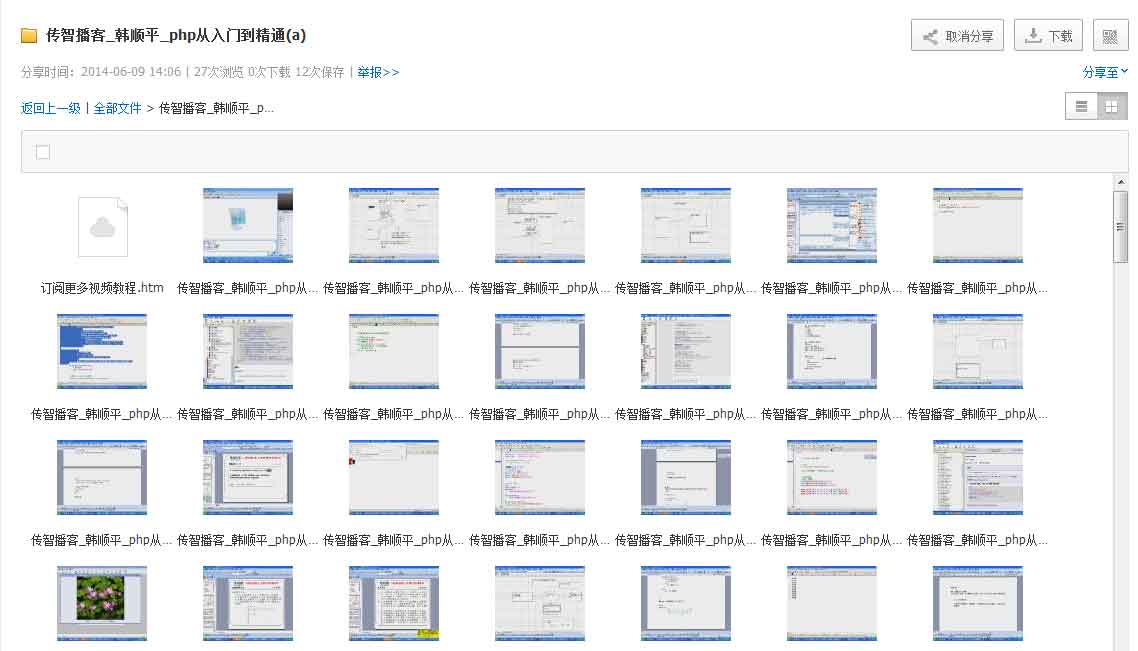 传智播客_韩顺平_php从入门到精通(a)
取消分享
下载
分享时间：2014-06-09 14:06 | 27次浏览 0次下载 12次保存 | 举报>>
分享至
返回上一级 | 全部文件 > 传智播客_韩顺平_p...
订阅更多视频教程.htm 传智播客_韩顺平_php从... 传智播客_韩顺平_php从... 传智播客_韩顺平_php从... 传智播客_韩顺平_php从... 传智播客_韩顺平_php从... 传智播客_韩顺平_php从...
传智播客_韩顺平_php从... 传智播客_韩顺平_php从... 传智播客_韩顺平_php从... 传智播客_韩顺平_php从... 传智播客_韩顺平_php从... 传智播客_韩顺平_php从... 传智播客_韩顺平_php从...
传智播客_韩顺平_php从... 传智播客_韩顺平_php从... 传智播客_韩顺平_php从... 传智播客_韩顺平_php从... 传智播客_韩顺平_php从... 传智播客_韩顺平_php从... 传智播客_韩顺平_php从...